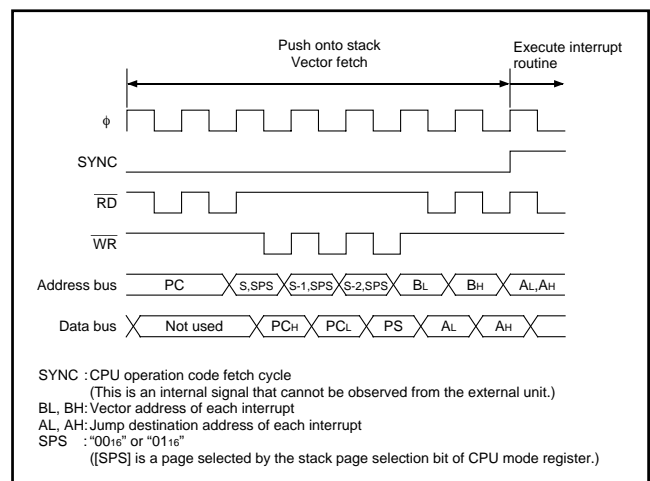 Push onto stack
Vector fetch
Execute interrupt
routine
ϕ
SYNC
RD
WR
Address bus PC S,SPS S-1,SPS S-2,SPS BL BH AL,AH
Data bus Not used PCH PCL PS AL AH
SYNC : CPU operation code fetch cycle
(This is an internal signal that cannot be observed from the external unit.)
BL, BH: Vector address of each interrupt
AL, AH: Jump destination address of each interrupt
SPS : “0016” or “0116”
([SPS] is a page selected by the stack page selection bit of CPU mode register.)